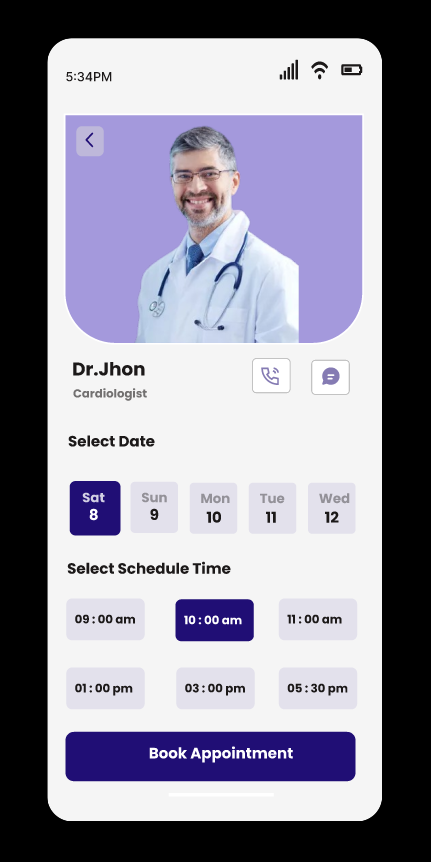 5:34PM
Dr.Jhon
Cardiologist
Select Date
Sat Sun Mon Tue Wed
8 9 10 11 12
Select Schedule Time
09 : 00 am 10 : 00 am 11 : 00 am
01 : 00 pm 03 : 00 pm 05 : 30 pm
Book Appointment